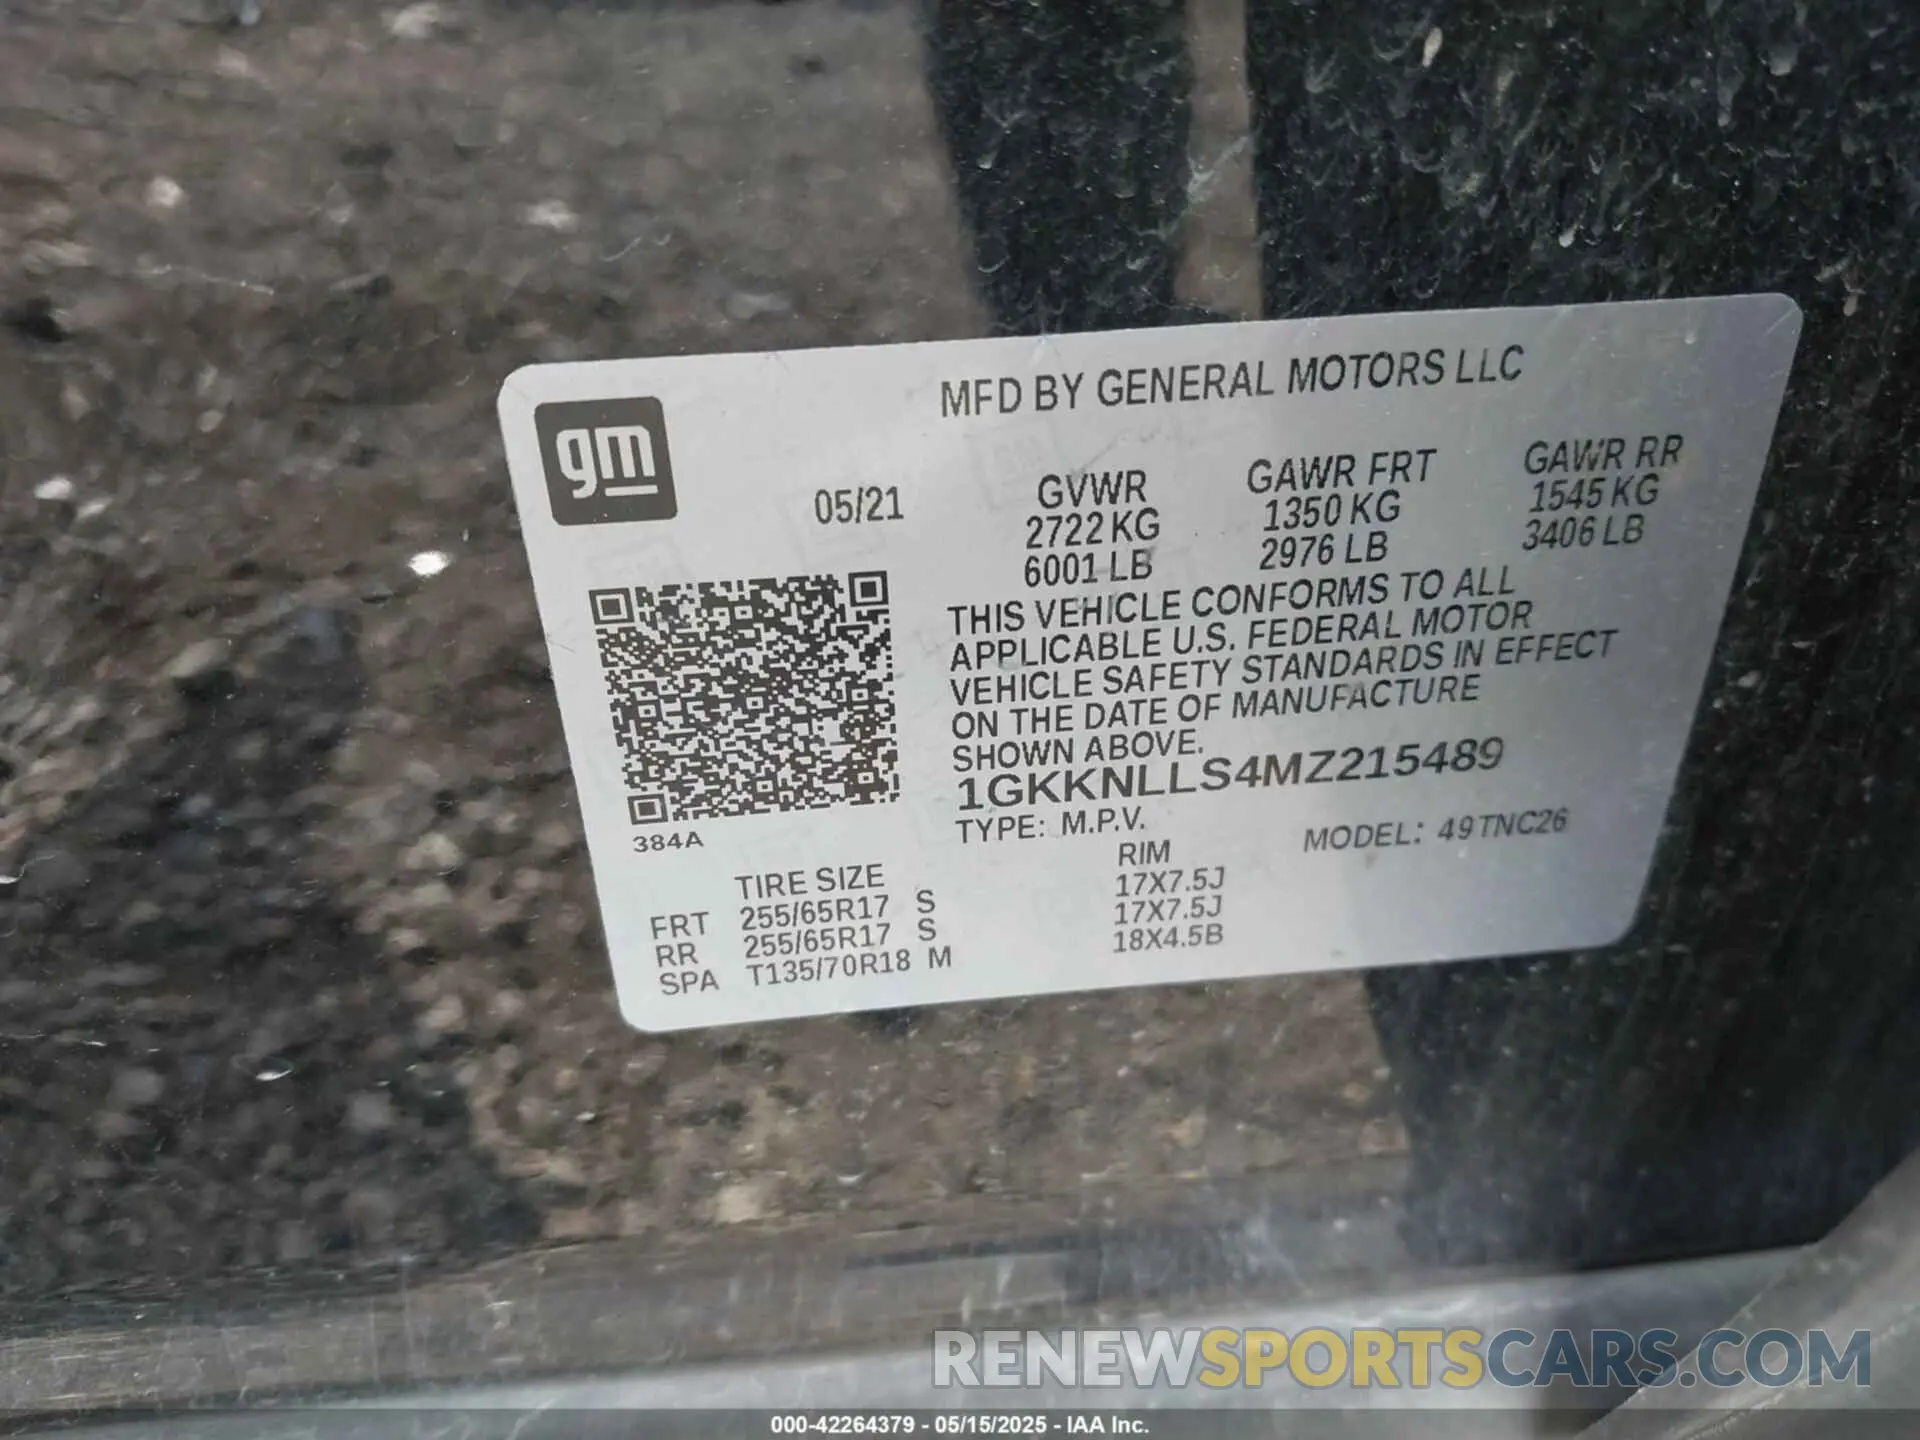 MFD BY GENERAL MOTORS LLC
gm
05/21
GVWR GAWR FRT GAWR RR
2722 KG 1350 KG 1545 KG
6001 LB 2976 LB 3406 LB
THIS VEHICLE CONFORMS TO ALL
APPLICABLE U.S. FEDERAL MOTOR
VEHICLE SAFETY STANDARDS IN EFFECT
ON THE DATE OF MANUFACTURE
SHOWN ABOVE.
1GKKNLLS4MZ215489
TYPE: M.P.V. MODEL: 49TNC26
384A
TIRE SIZE RIM
FRT 255/65R17 S 17X7.5J
RR 255/65R17 S 17X7.5J
SPA T135/70R18 M 18X4.5B
RENEWSPORTSCARS.COM
000-42264379 - 05/15/2025 - IAA Inc.